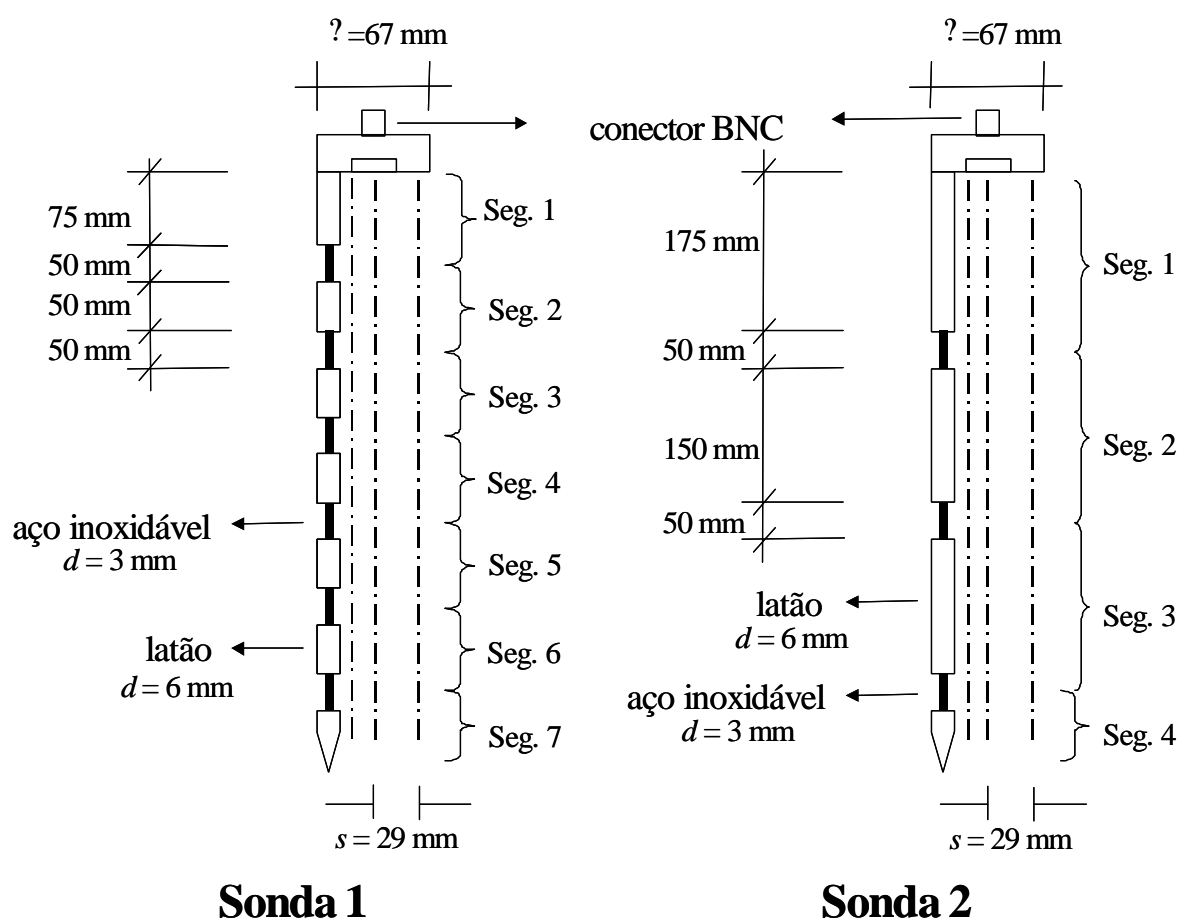 ? =67 mm
? =67 mm
conector BNC
75 mm
50 mm
50 mm
50 mm
Seg. 1
Seg. 2
Seg. 3
Seg. 4
Seg. 5
Seg. 6
Seg. 7
aço inoxidável
d = 3 mm
latão
d = 6 mm
s = 29 mm
Sonda 1
175 mm
50 mm
150 mm
50 mm
Seg. 1
Seg. 2
Seg. 3
Seg. 4
latão
d = 6 mm
aço inoxidável
d = 3 mm
s = 29 mm
Sonda 2